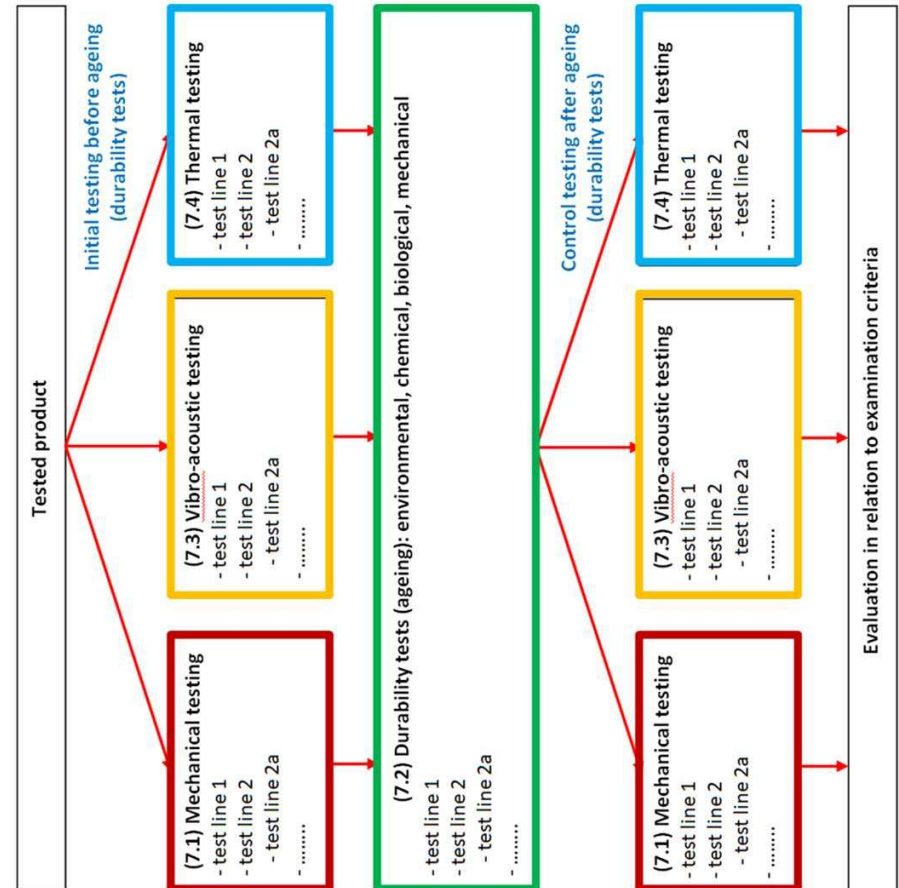 Tested product
Initial testing before ageing
(durability tests)
(7.1) Mechanical testing
- test line 1
- test line 2
- test line 2a
- ........
(7.3) Vibro-acoustic testing
- test line 1
- test line 2
- test line 2a
- ........
(7.4) Thermal testing
- test line 1
- test line 2
- test line 2a
- ........
(7.2) Durability tests (ageing): environmental, chemical, biological, mechanical
- test line 1
- test line 2
- test line 2a
- ........
Control testing after ageing
(durability tests)
(7.1) Mechanical testing
- test line 1
- test line 2
- test line 2a
- ........
(7.3) Vibro-acoustic testing
- test line 1
- test line 2
- test line 2a
- ........
(7.4) Thermal testing
- test line 1
- test line 2
- test line 2a
- ........
Evaluation in relation to examination criteria